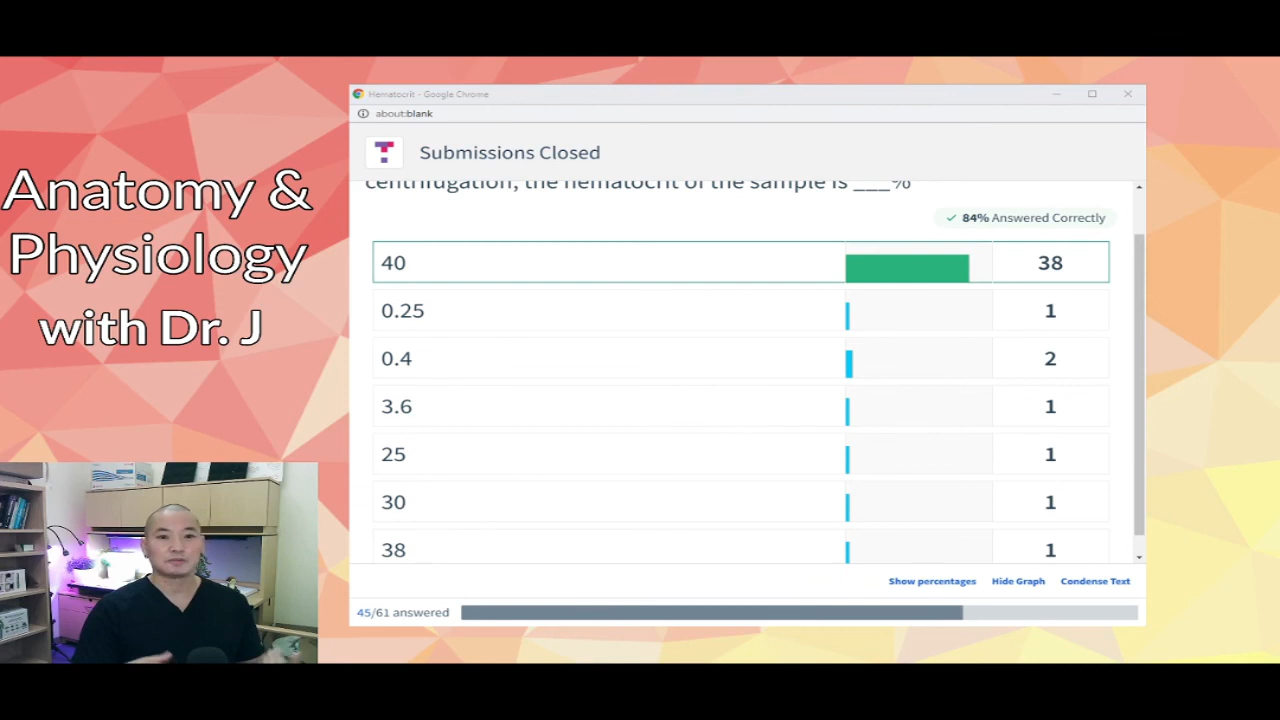 Anatomy &
Physiology
with Dr. J
Hematocrit - Google Chrome
about:blank
Submissions Closed
centrifugation, the hematocrit of the sample is ___%
84% Answered Correctly
40 38
0.25 1
0.4 2
3.6 1
25 1
30 1
38 1
Show percentages Hide Graph Condense Text
45/61 answered